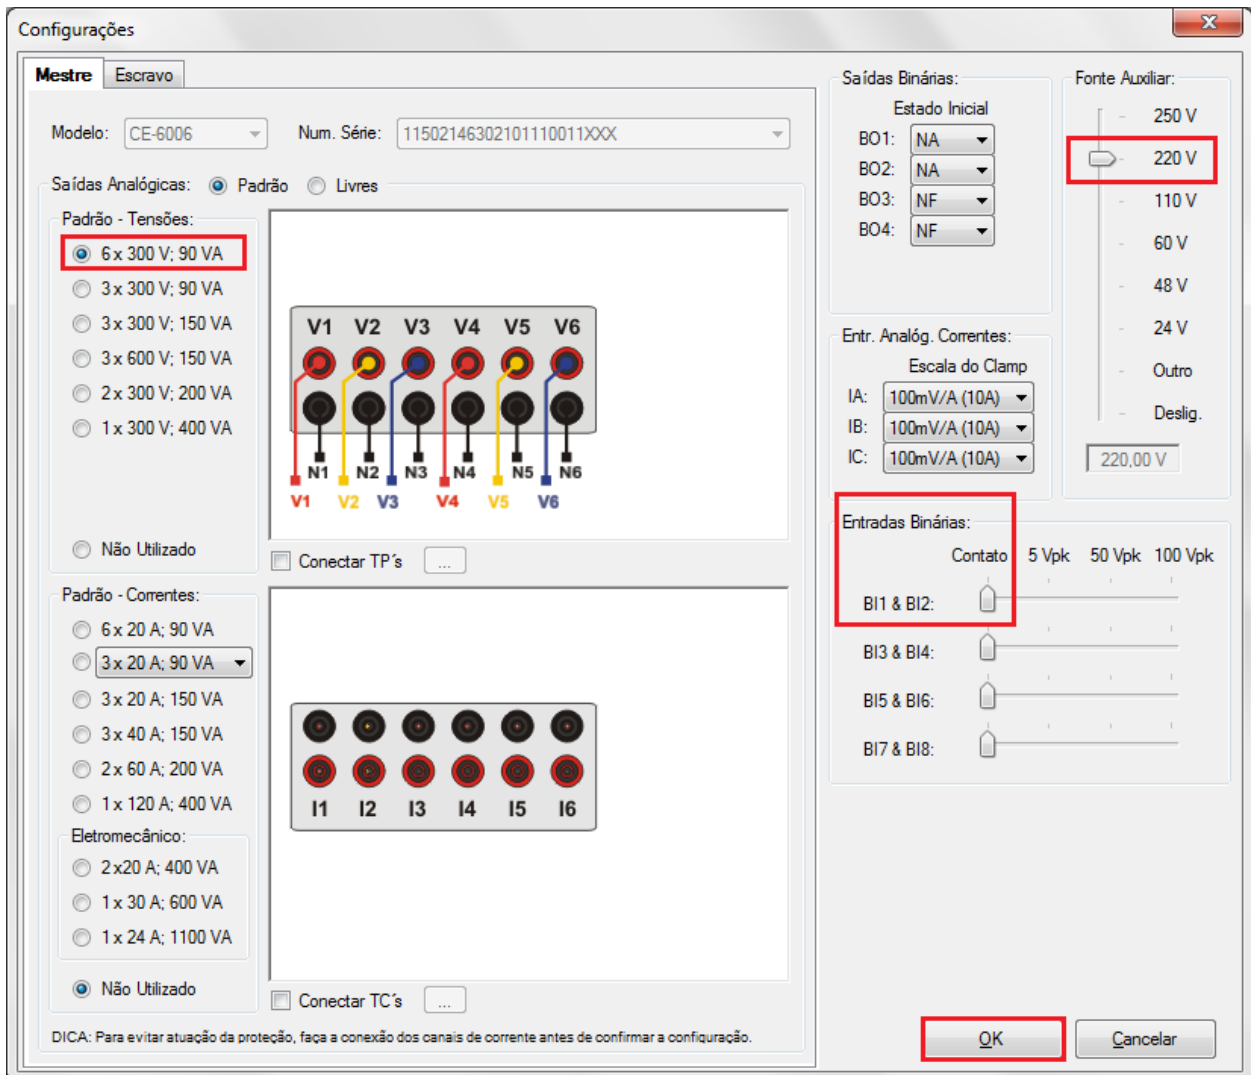 Configurações
Mestre Escravo
Modelo: CE-6006 Num. Série: 11502146302101110011XXX
Saídas Analógicas: Padrão Livres
Padrão - Tensões:
6 x 300 V; 90 VA
3 x 300 V; 90 VA
3 x 300 V; 150 VA
3 x 600 V; 150 VA
2 x 300 V; 200 VA
1 x 300 V; 400 VA
Não Utilizado
V1 V2 V3 V4 V5 V6
N1 N2 N3 N4 N5 N6
V1 V2 V3 V4 V5 V6
Conectar TP´s ...
Padrão - Correntes:
6 x 20 A; 90 VA
3 x 20 A; 90 VA
3 x 20 A; 150 VA
3 x 40 A; 150 VA
2 x 60 A; 200 VA
1 x 120 A; 400 VA
Eletromecânico:
2 x20 A; 400 VA
1 x 30 A; 600 VA
1 x 24 A; 1100 VA
Não Utilizado
I1 I2 I3 I4 I5 I6
Conectar TC´s ...
DICA: Para evitar atuação da proteção, faça a conexão dos canais de corrente antes de confirmar a configuração.
Saídas Binárias:
Estado Inicial
BO1: NA
BO2: NA
BO3: NF
BO4: NF
Entr. Analóg. Correntes:
Escala do Clamp
IA: 100mV/A (10A)
IB: 100mV/A (10A)
IC: 100mV/A (10A)
Fonte Auxiliar:
250 V
220 V
110 V
60 V
48 V
24 V
Outro
Deslig.
220,00 V
Entradas Binárias:
Contato 5 Vpk 50 Vpk 100 Vpk
BI1 & BI2:
BI3 & BI4:
BI5 & BI6:
BI7 & BI8:
OK Cancelar